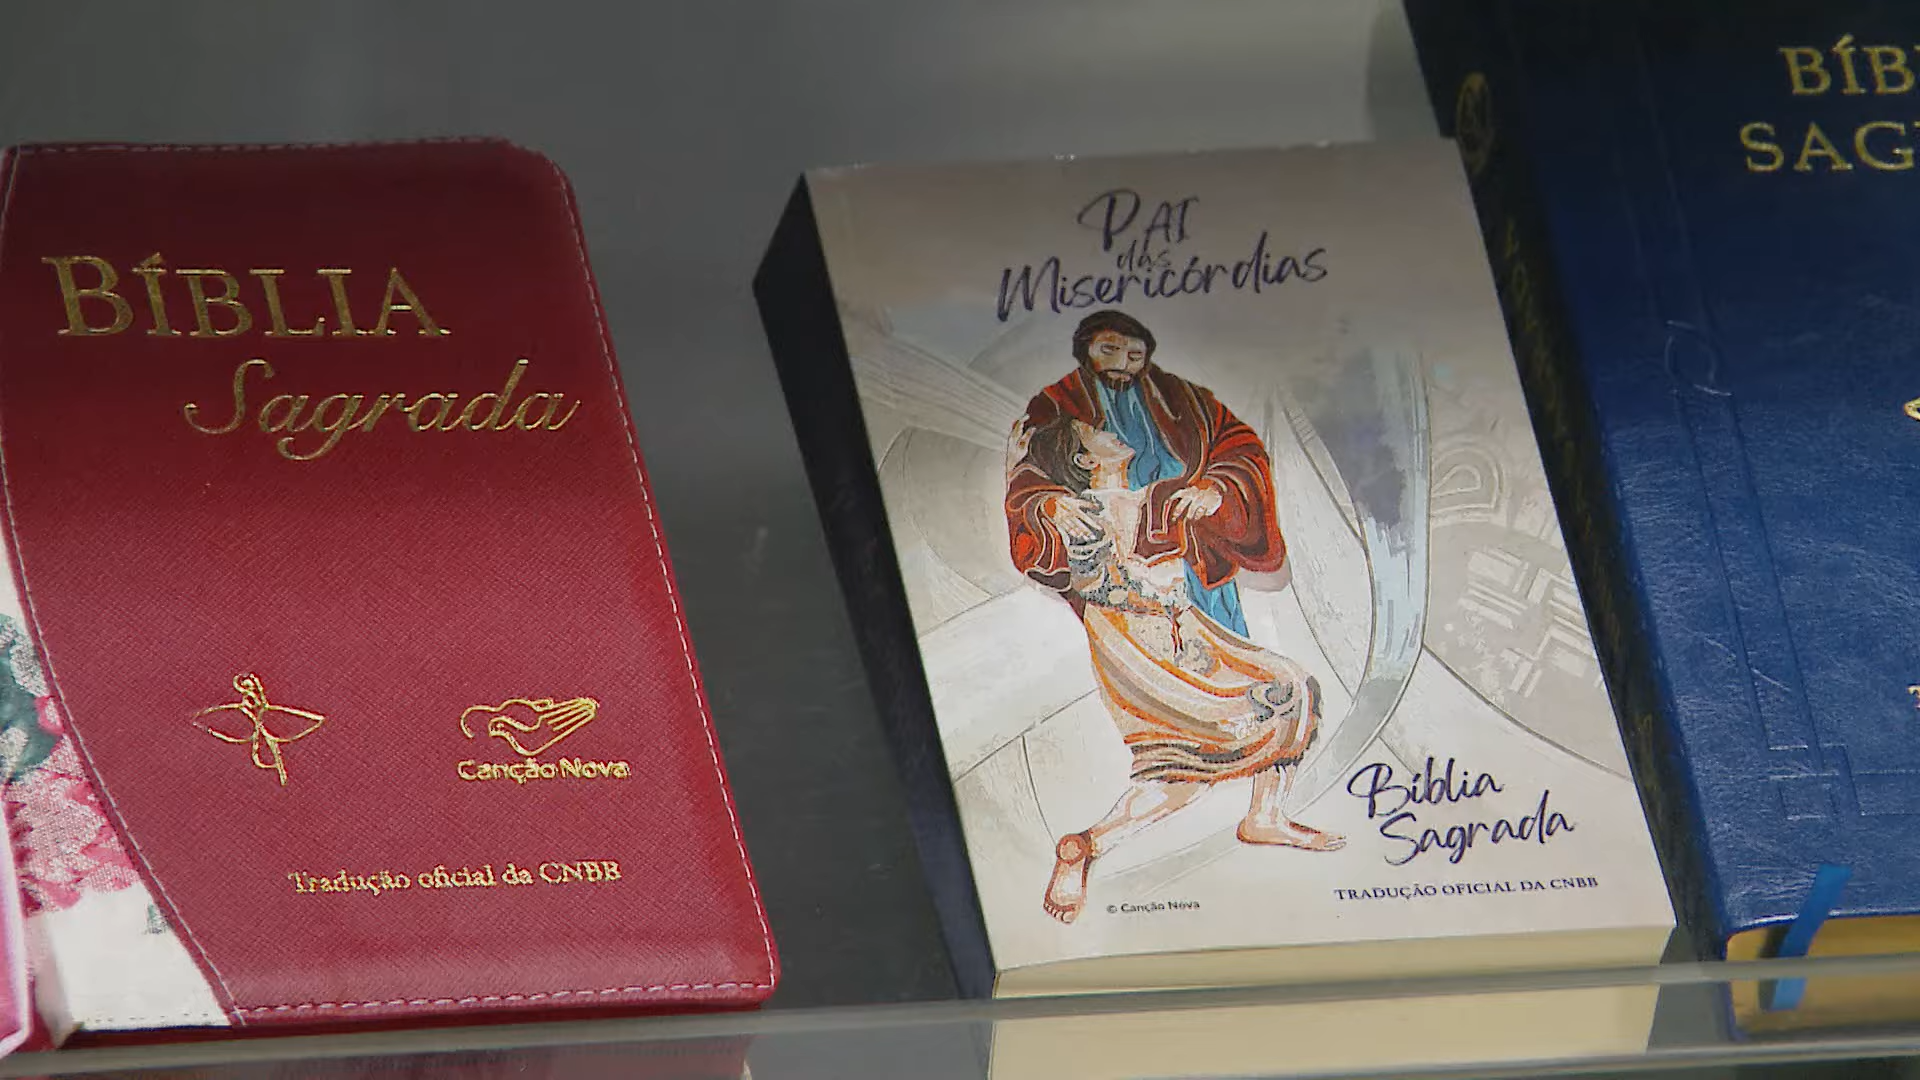 BÍBLIA
Sagrada
Canção Nova
Tradução oficial da CNBB
PAI
das
Misericórdias
Bíblia
Sagrada
TRADUÇÃO OFICIAL DA CNBB
© Canção Nova
BÍB
SAG